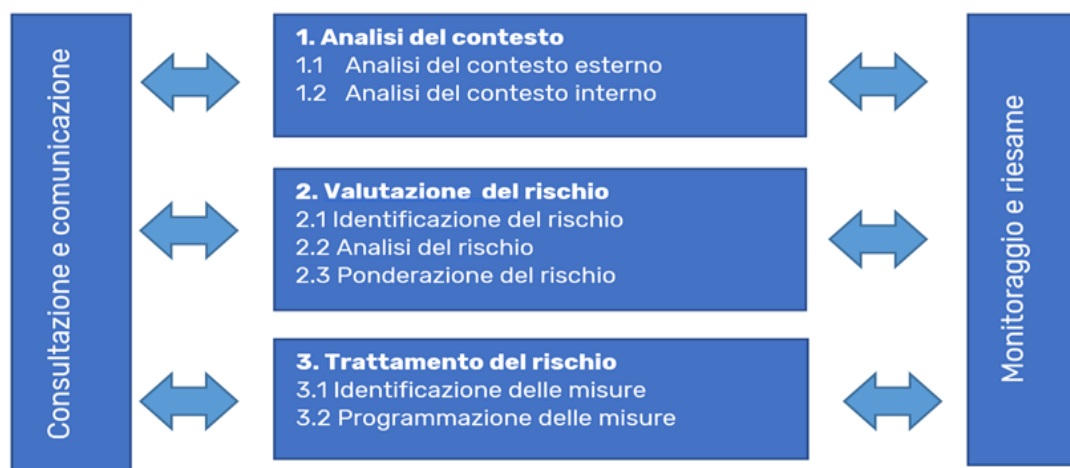 Consultazione e comunicazione
1. Analisi del contesto
1.1 Analisi del contesto esterno
1.2 Analisi del contesto interno
2. Valutazione del rischio
2.1 Identificazione del rischio
2.2 Analisi del rischio
2.3 Ponderazione del rischio
3. Trattamento del rischio
3.1 Identificazione delle misure
3.2 Programmazione delle misure
Monitoraggio e riesame